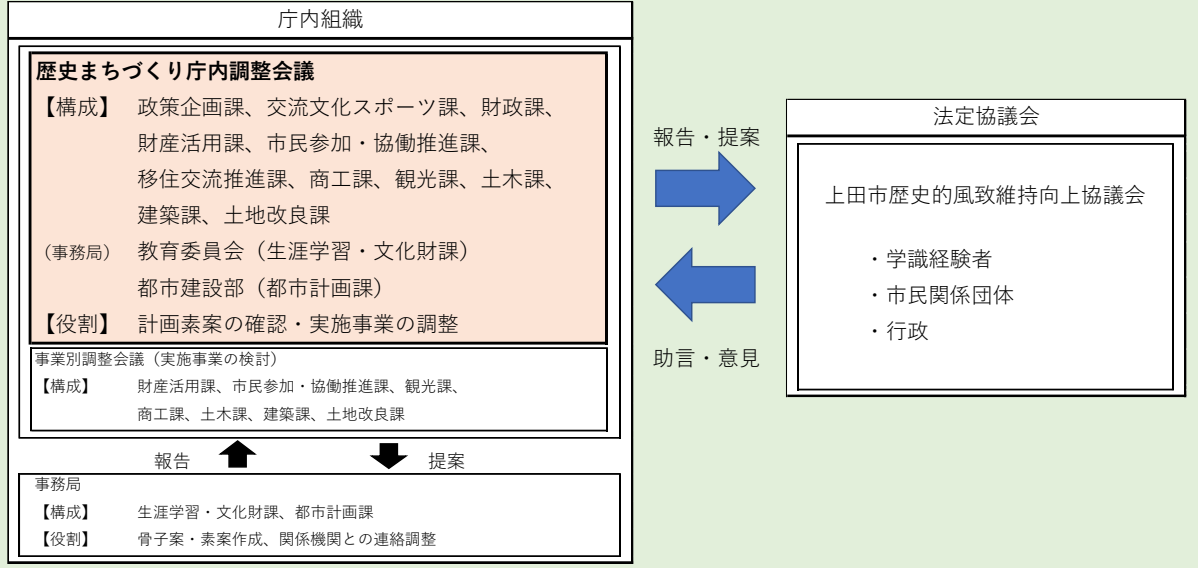 庁内組織
歴史まちづくり庁内調整会議
【構成】 政策企画課、交流文化スポーツ課、財政課、
財産活用課、市民参加・協働推進課、
移住交流推進課、商工課、観光課、土木課、
建築課、土地改良課
（事務局） 教育委員会（生涯学習・文化財課）
都市建設部（都市計画課）
【役割】 計画素案の確認・実施事業の調整
事業別調整会議（実施事業の検討）
【構成】 財産活用課、市民参加・協働推進課、観光課、
商工課、土木課、建築課、土地改良課
報告 提案
事務局
【構成】 生涯学習・文化財課、都市計画課
【役割】 骨子案・素案作成、関係機関との連絡調整
報告・提案
助言・意見
法定協議会
上田市歴史的風致維持向上協議会
・学識経験者
・市民関係団体
・行政